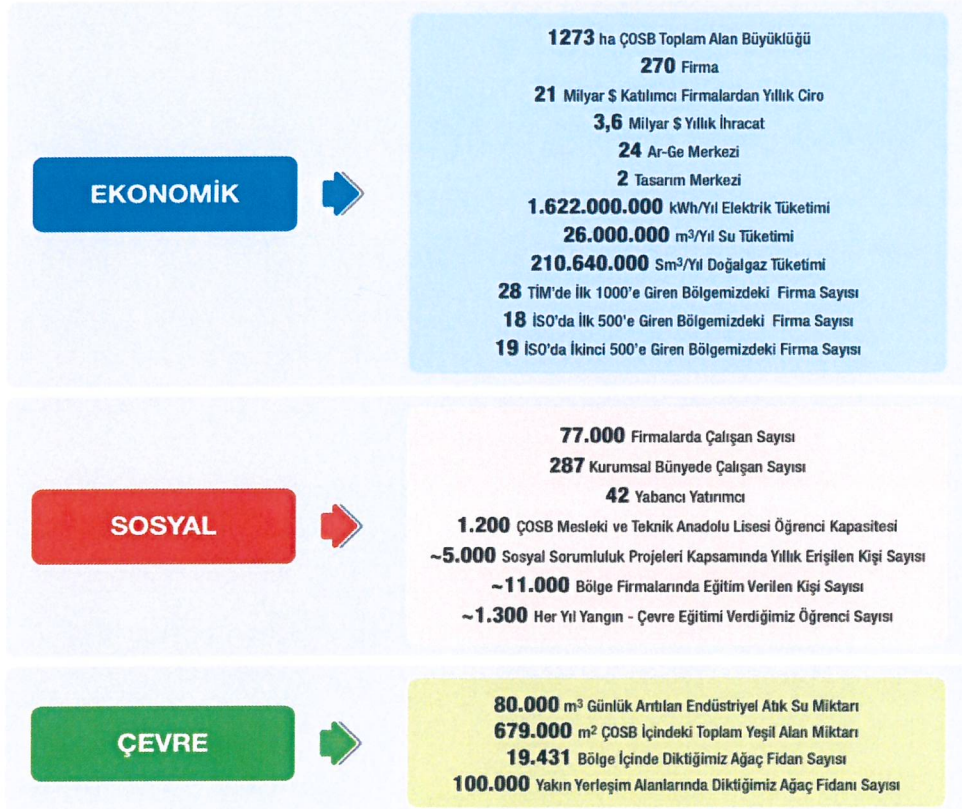 EKONOMİK
1273 ha ÇOSB Toplam Alan Büyüklüğü
270 Firma
21 Milyar $ Katılımcı Firmalardan Yıllık Ciro
3,6 Milyar $ Yıllık İhracat
24 Ar-Ge Merkezi
2 Tasarım Merkezi
1.622.000.000 kWh/Yıl Elektrik Tüketimi
26.000.000 m³/Yıl Su Tüketimi
210.640.000 Sm³/Yıl Doğalgaz Tüketimi
28 TİM'de İlk 1000'e Giren Bölgemizdeki Firma Sayısı
18 İSO'da İlk 500'e Giren Bölgemizdeki Firma Sayısı
19 İSO'da İkinci 500'e Giren Bölgemizdeki Firma Sayısı
SOSYAL
77.000 Firmalarda Çalışan Sayısı
287 Kurumsal Bünyede Çalışan Sayısı
42 Yabancı Yatırımcı
1.200 ÇOSB Mesleki ve Teknik Anadolu Lisesi Öğrenci Kapasitesi
~5.000 Sosyal Sorumluluk Projeleri Kapsamında Yıllık Erişilen Kişi Sayısı
~11.000 Bölge Firmalarında Eğitim Verilen Kişi Sayısı
~1.300 Her Yıl Yangın - Çevre Eğitimi Verdiğimiz Öğrenci Sayısı
ÇEVRE
80.000 m³ Günlük Arıtılan Endüstriyel Atık Su Miktarı
679.000 m² ÇOSB İçindeki Toplam Yeşil Alan Miktarı
19.431 Bölge İçinde Diktiğimiz Ağaç Fidan Sayısı
100.000 Yakın Yerleşim Alanlarında Diktiğimiz Ağaç Fidanı Sayısı